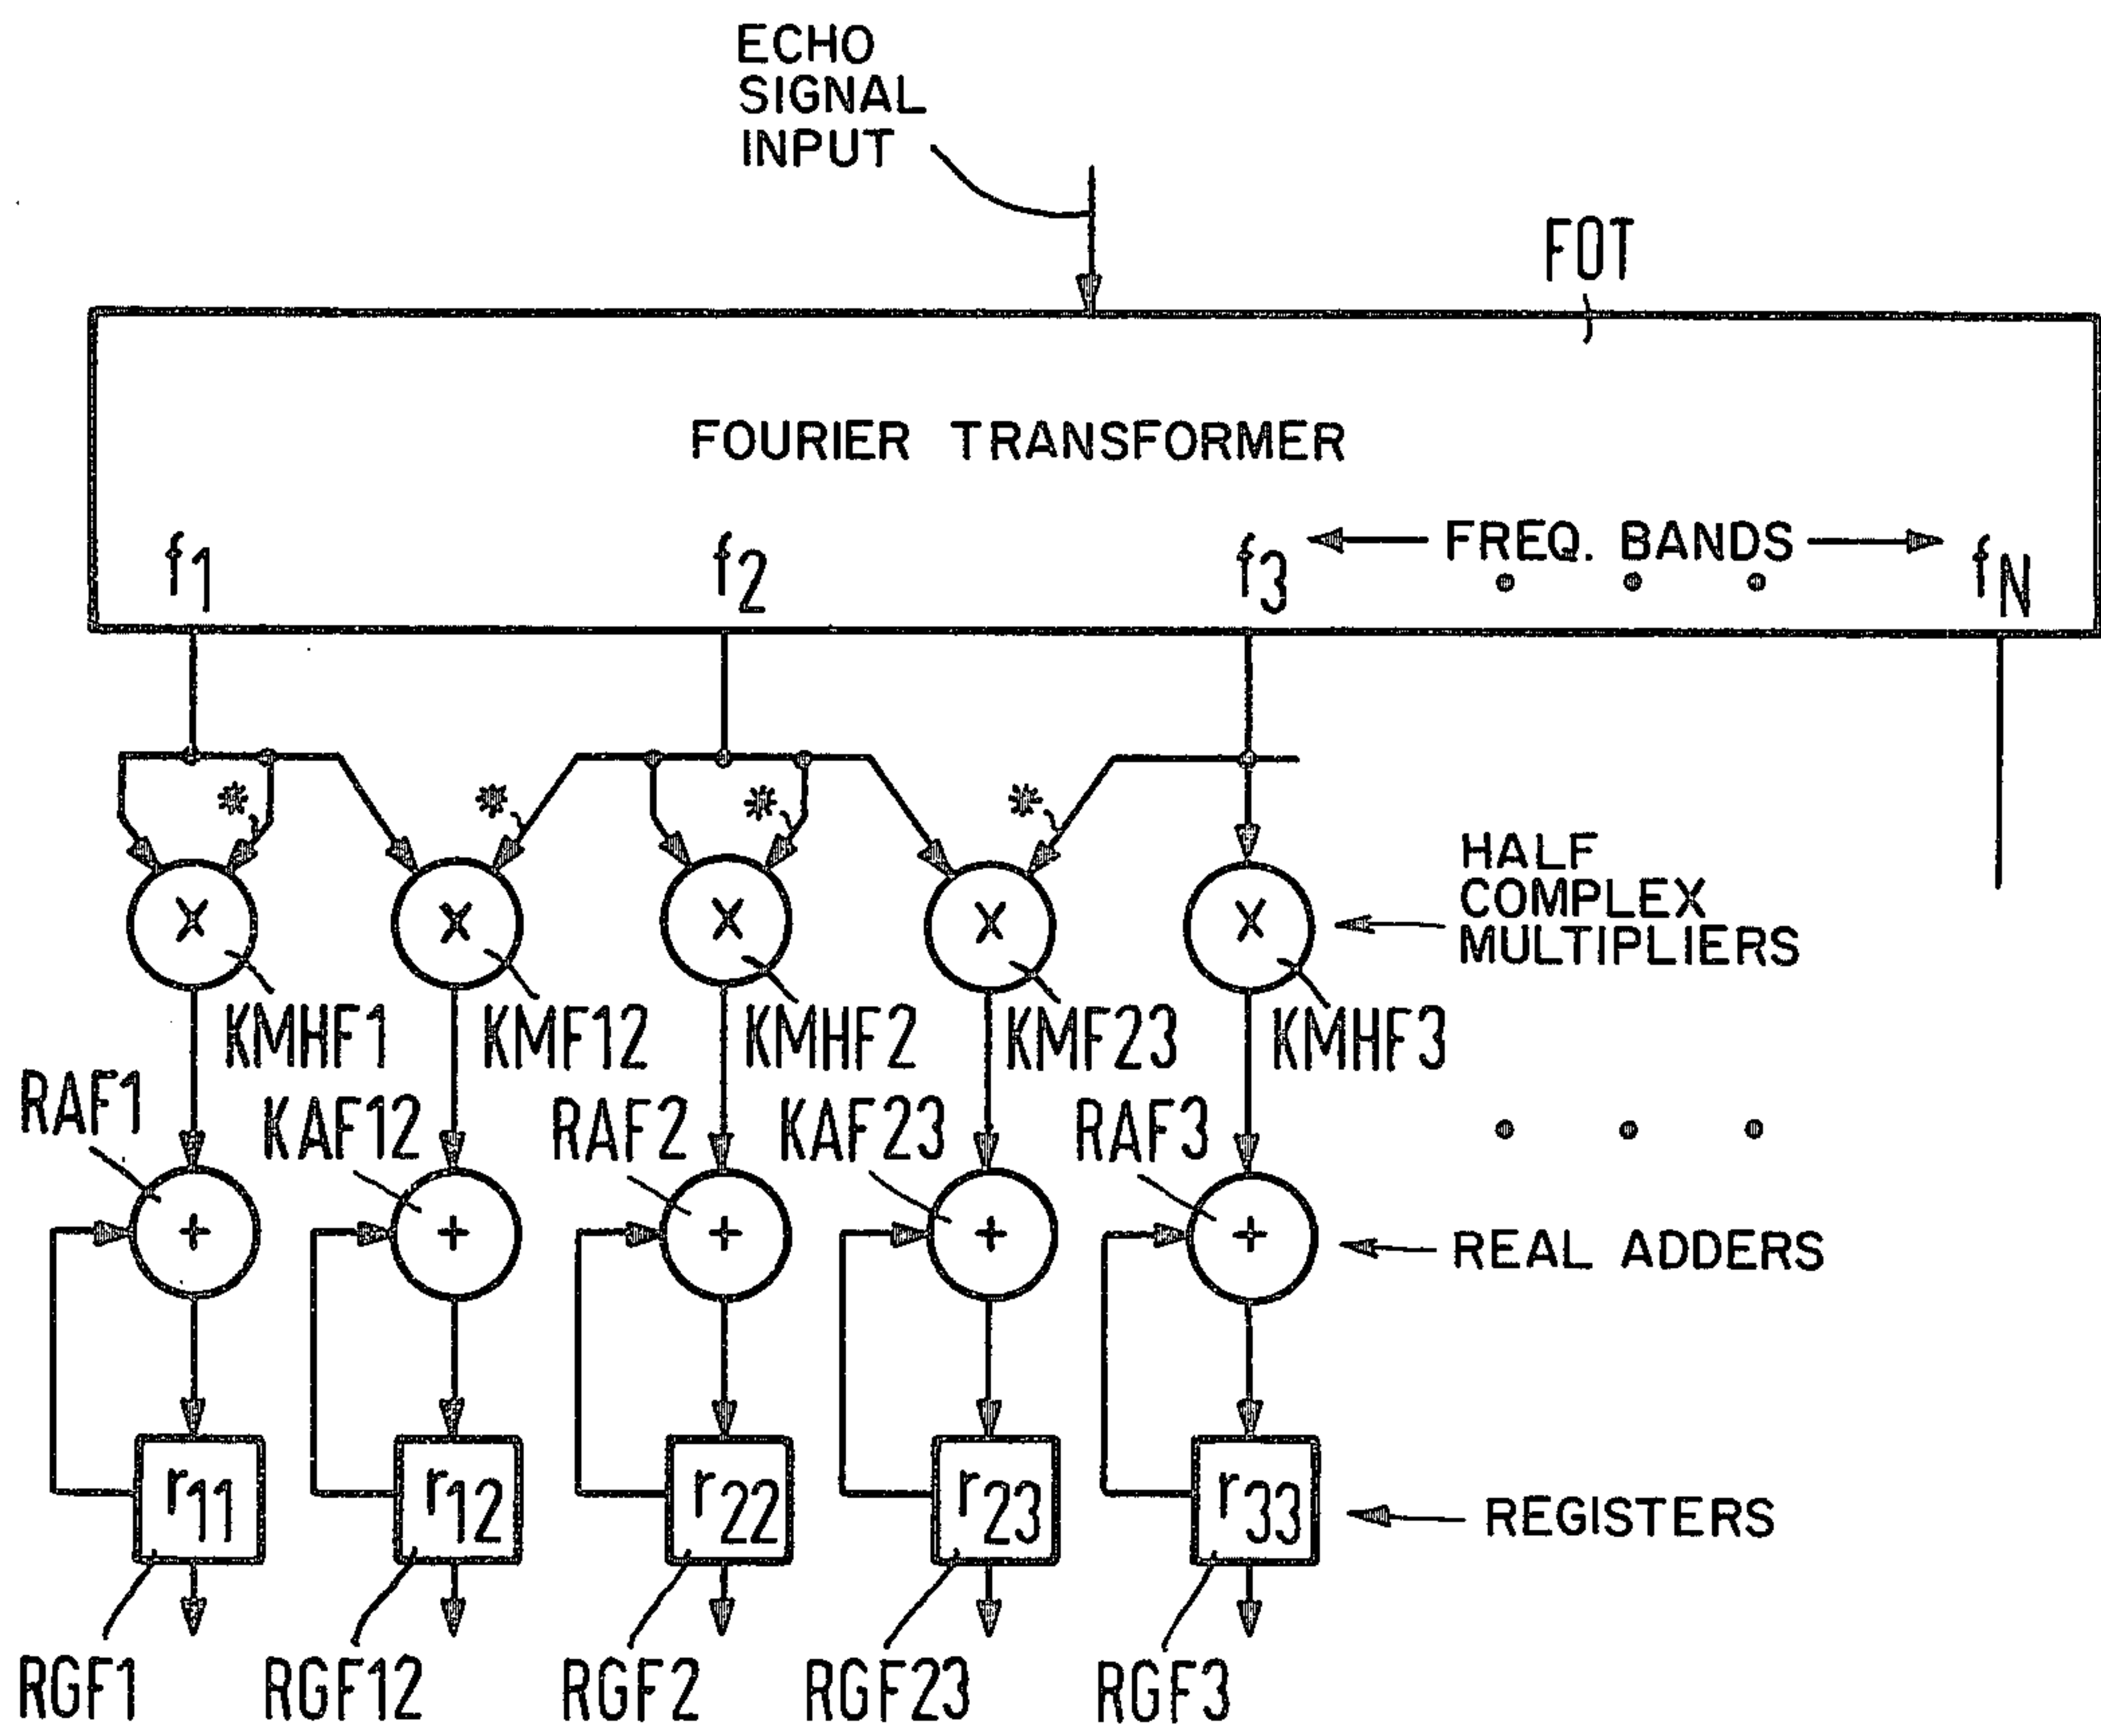 ECHO
SIGNAL
INPUT
FOT
FOURIER TRANSFORMER
f1 f2 f3 FREQ. BANDS fN
* * * *
X X X X X
HALF
COMPLEX
MULTIPLIERS
KMHF1 KMF12 KMHF2 KMF23 KMHF3
RAF1 KAF12 RAF2 KAF23 RAF3
+ + + + +
REAL ADDERS
r11 r12 r22 r23 r33
REGISTERS
RGF1 RGF12 RGF2 RGF23 RGF3